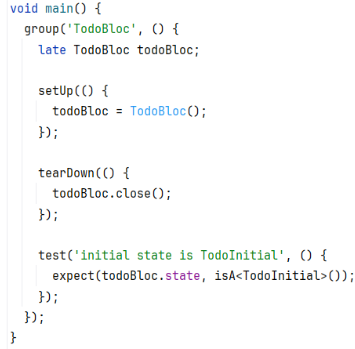 void main() {
  group('TodoBloc', () {
    late TodoBloc todoBloc;

    setUp(() {
      todoBloc = TodoBloc();
    });

    tearDown(() {
      todoBloc.close();
    });

    test('initial state is TodoInitial', () {
      expect(todoBloc.state, isA<TodoInitial>());
    });
  });
}